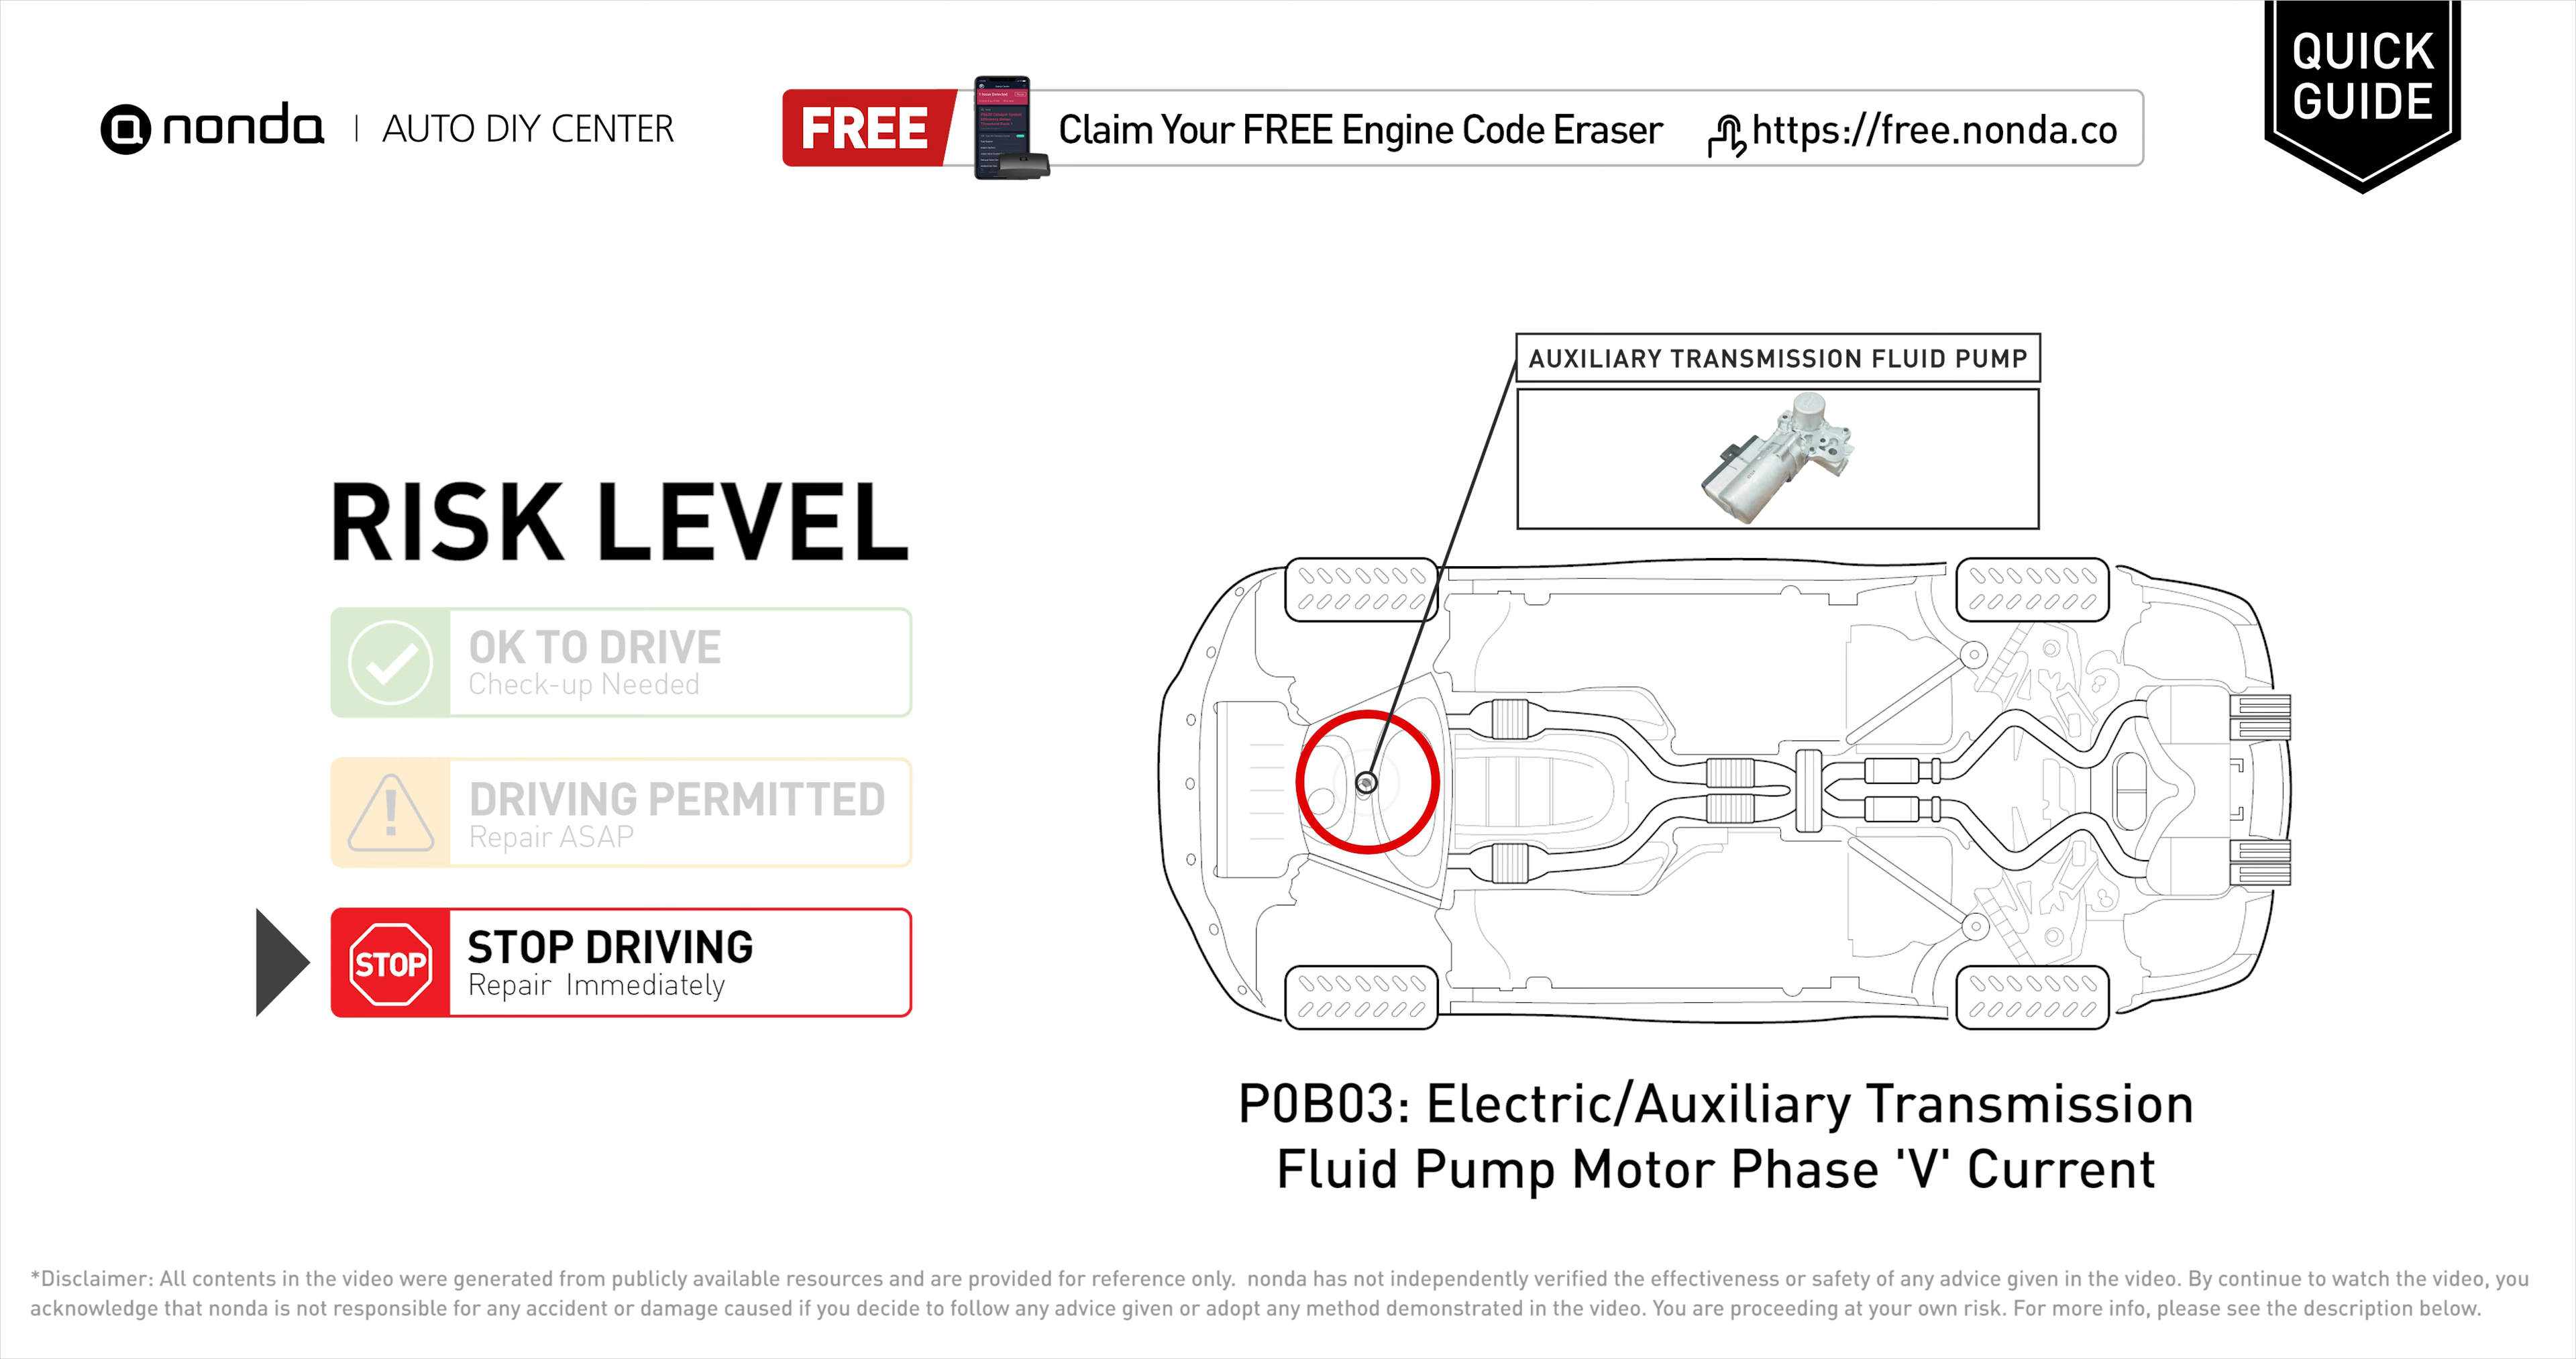 nonda | AUTO DIY CENTER
FREE
Claim Your FREE Engine Code Eraser
https://free.nonda.co
QUICK
GUIDE
AUXILIARY TRANSMISSION FLUID PUMP
RISK LEVEL
OK TO DRIVE
Check-up Needed
DRIVING PERMITTED
Repair ASAP
STOP
STOP DRIVING
Repair Immediately
P0B03: Electric/Auxiliary Transmission
Fluid Pump Motor Phase 'V' Current
*Disclaimer: All contents in the video were generated from publicly available resources and are provided for reference only. nonda has not independently verified the effectiveness or safety of any advice given in the video. By continue to watch the video, you
acknowledge that nonda is not responsible for any accident or damage caused if you decide to follow any advice given or adopt any method demonstrated in the video. You are proceeding at your own risk. For more info, please see the description below.